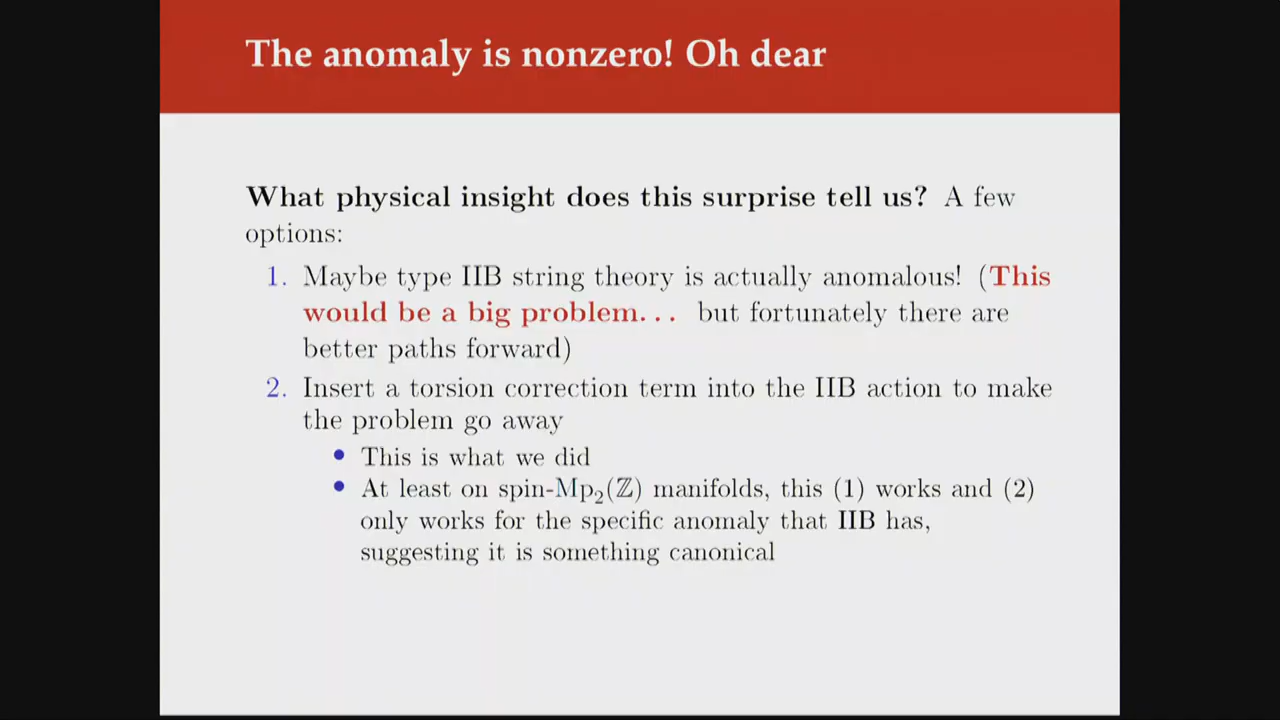 The anomaly is nonzero! Oh dear
What physical insight does this surprise tell us? A few
options:
1. Maybe type IIB string theory is actually anomalous! (This
would be a big problem... but fortunately there are
better paths forward)
2. Insert a torsion correction term into the IIB action to make
the problem go away
• This is what we did
• At least on spin-Mp₂(ℤ) manifolds, this (1) works and (2)
only works for the specific anomaly that IIB has,
suggesting it is something canonical